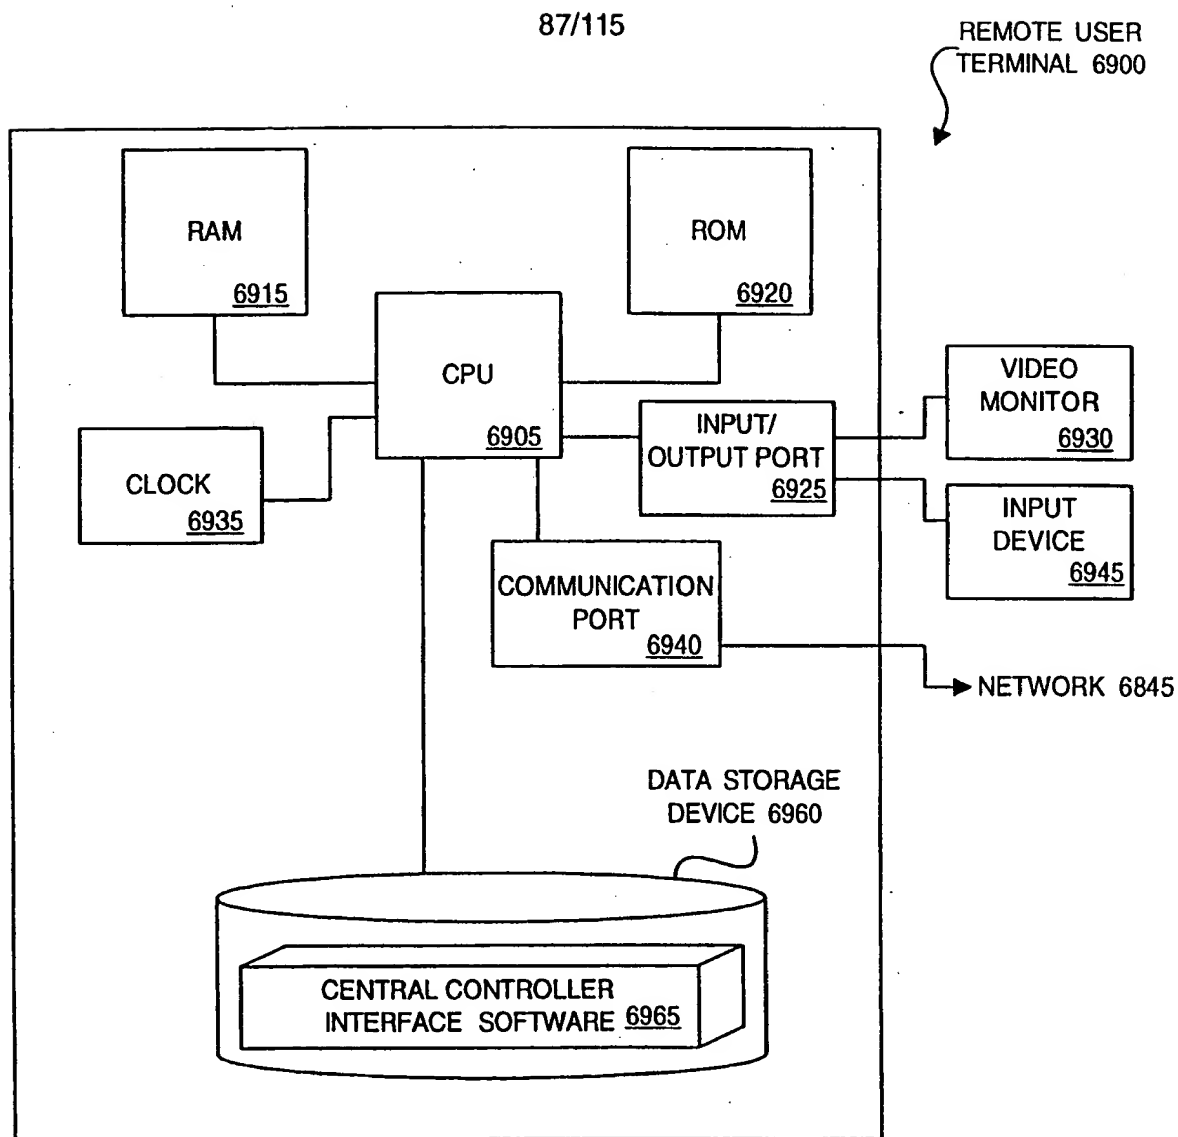 87/115
REMOTE USER
TERMINAL 6900
RAM
6915
ROM
6920
CPU
6905
VIDEO
MONITOR
6930
INPUT/
OUTPUT PORT
6925
CLOCK
6935
INPUT
DEVICE
6945
COMMUNICATION
PORT
6940
NETWORK 6845
DATA STORAGE
DEVICE 6960
CENTRAL CONTROLLER
INTERFACE SOFTWARE 6965